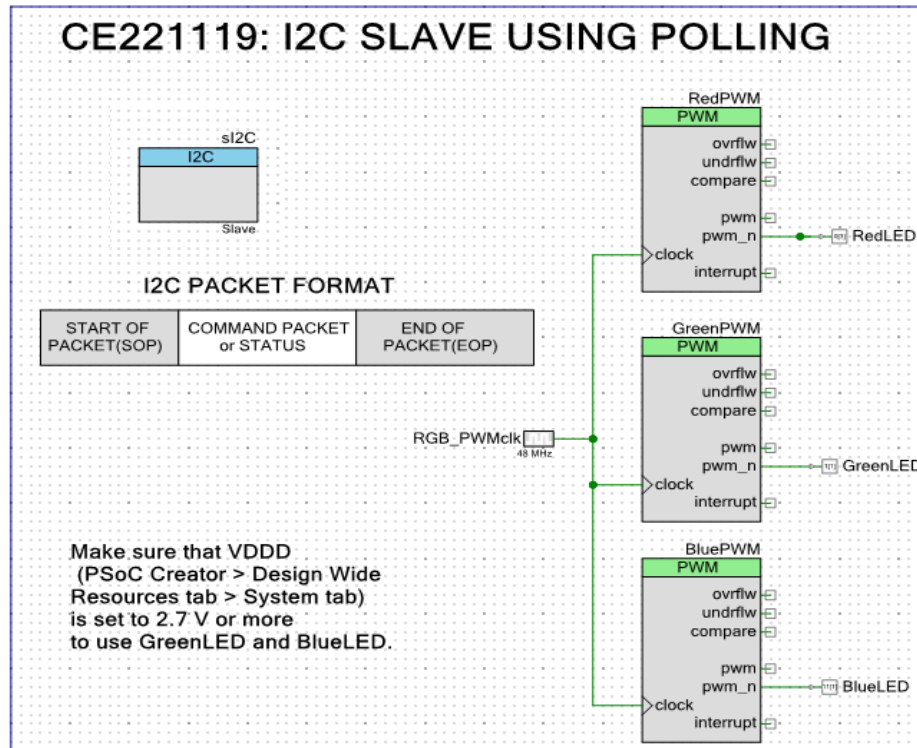 CE221119: I2C SLAVE USING POLLING
sI2C
I2C
Slave
I2C PACKET FORMAT
START OF
PACKET(SOP)
COMMAND PACKET
or STATUS
END OF
PACKET(EOP)
RGB_PWMclk
48 MHz
Make sure that VDDD
(PSoC Creator > Design Wide
Resources tab > System tab)
is set to 2.7 V or more
to use GreenLED and BlueLED.
RedPWM
PWM
ovrflw
undrflw
compare
pwm
pwm_n
RedLED
clock
interrupt
GreenPWM
PWM
ovrflw
undrflw
compare
pwm
pwm_n
GreenLED
clock
interrupt
BluePWM
PWM
ovrflw
undrflw
compare
pwm
pwm_n
BlueLED
clock
interrupt